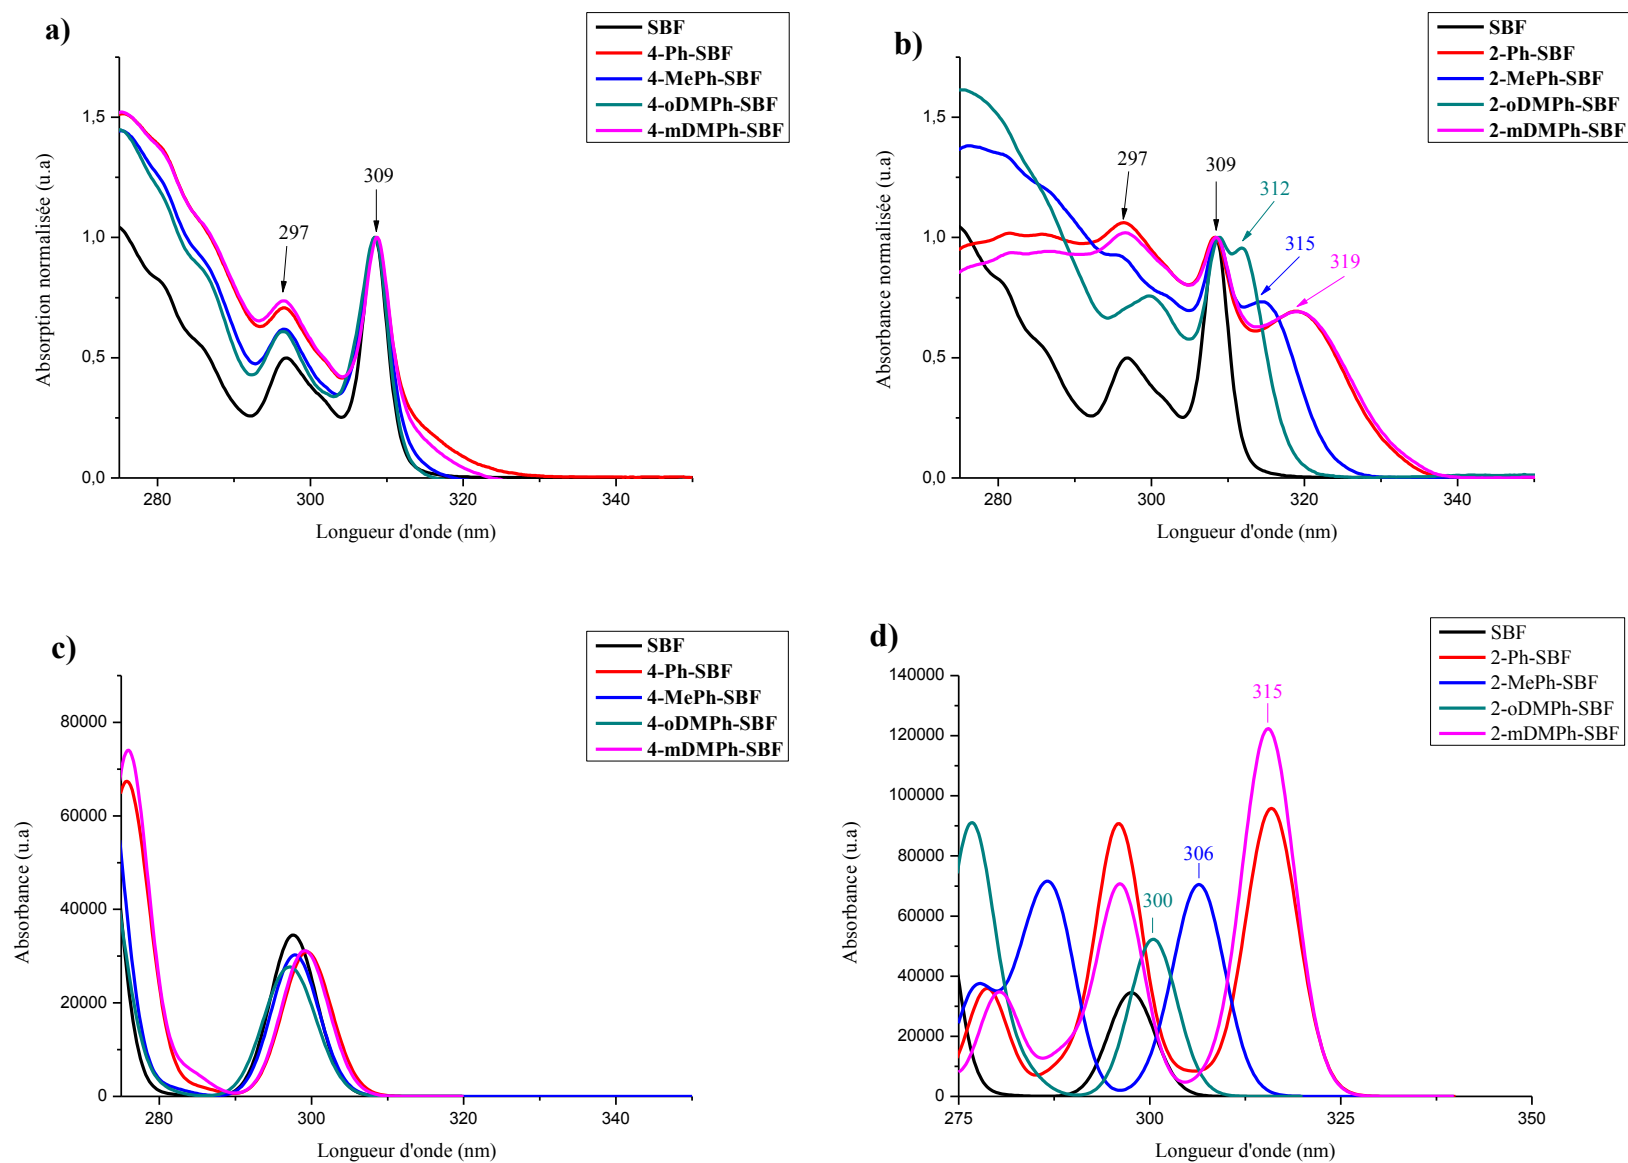 a)
SBF
4-Ph-SBF
4-MePh-SBF
4-oDMPh-SBF
4-mDMPh-SBF
309
297
1,5
1,0
0,5
0,0
280
300
320
340
Absorption normalisée (u.a)
Longueur d'onde (nm)
b)
SBF
2-Ph-SBF
2-MePh-SBF
2-oDMPh-SBF
2-mDMPh-SBF
297
309
312
315
319
1,5
1,0
0,5
0,0
280
300
320
340
Absorbance normalisée (u.a)
Longueur d'onde (nm)
c)
SBF
4-Ph-SBF
4-MePh-SBF
4-oDMPh-SBF
4-mDMPh-SBF
80000
60000
40000
20000
0
280
300
320
340
Absorbance (u.a)
Longueur d'onde (nm)
d)
SBF
2-Ph-SBF
2-MePh-SBF
2-oDMPh-SBF
2-mDMPh-SBF
315
306
300
140000
120000
100000
80000
60000
40000
20000
0
275
300
325
350
Absorbance (u.a)
Longueur d'onde (nm)